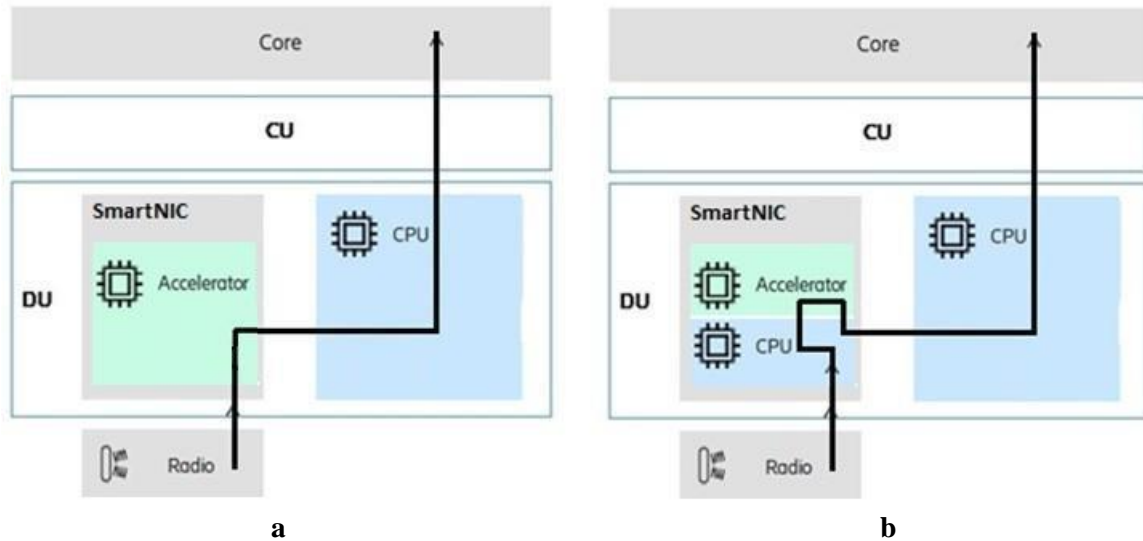 Core
CU
SmartNIC
CPU
Accelerator
DU
Radio
a
Core
CU
SmartNIC
CPU
Accelerator
DU
CPU
Radio
b